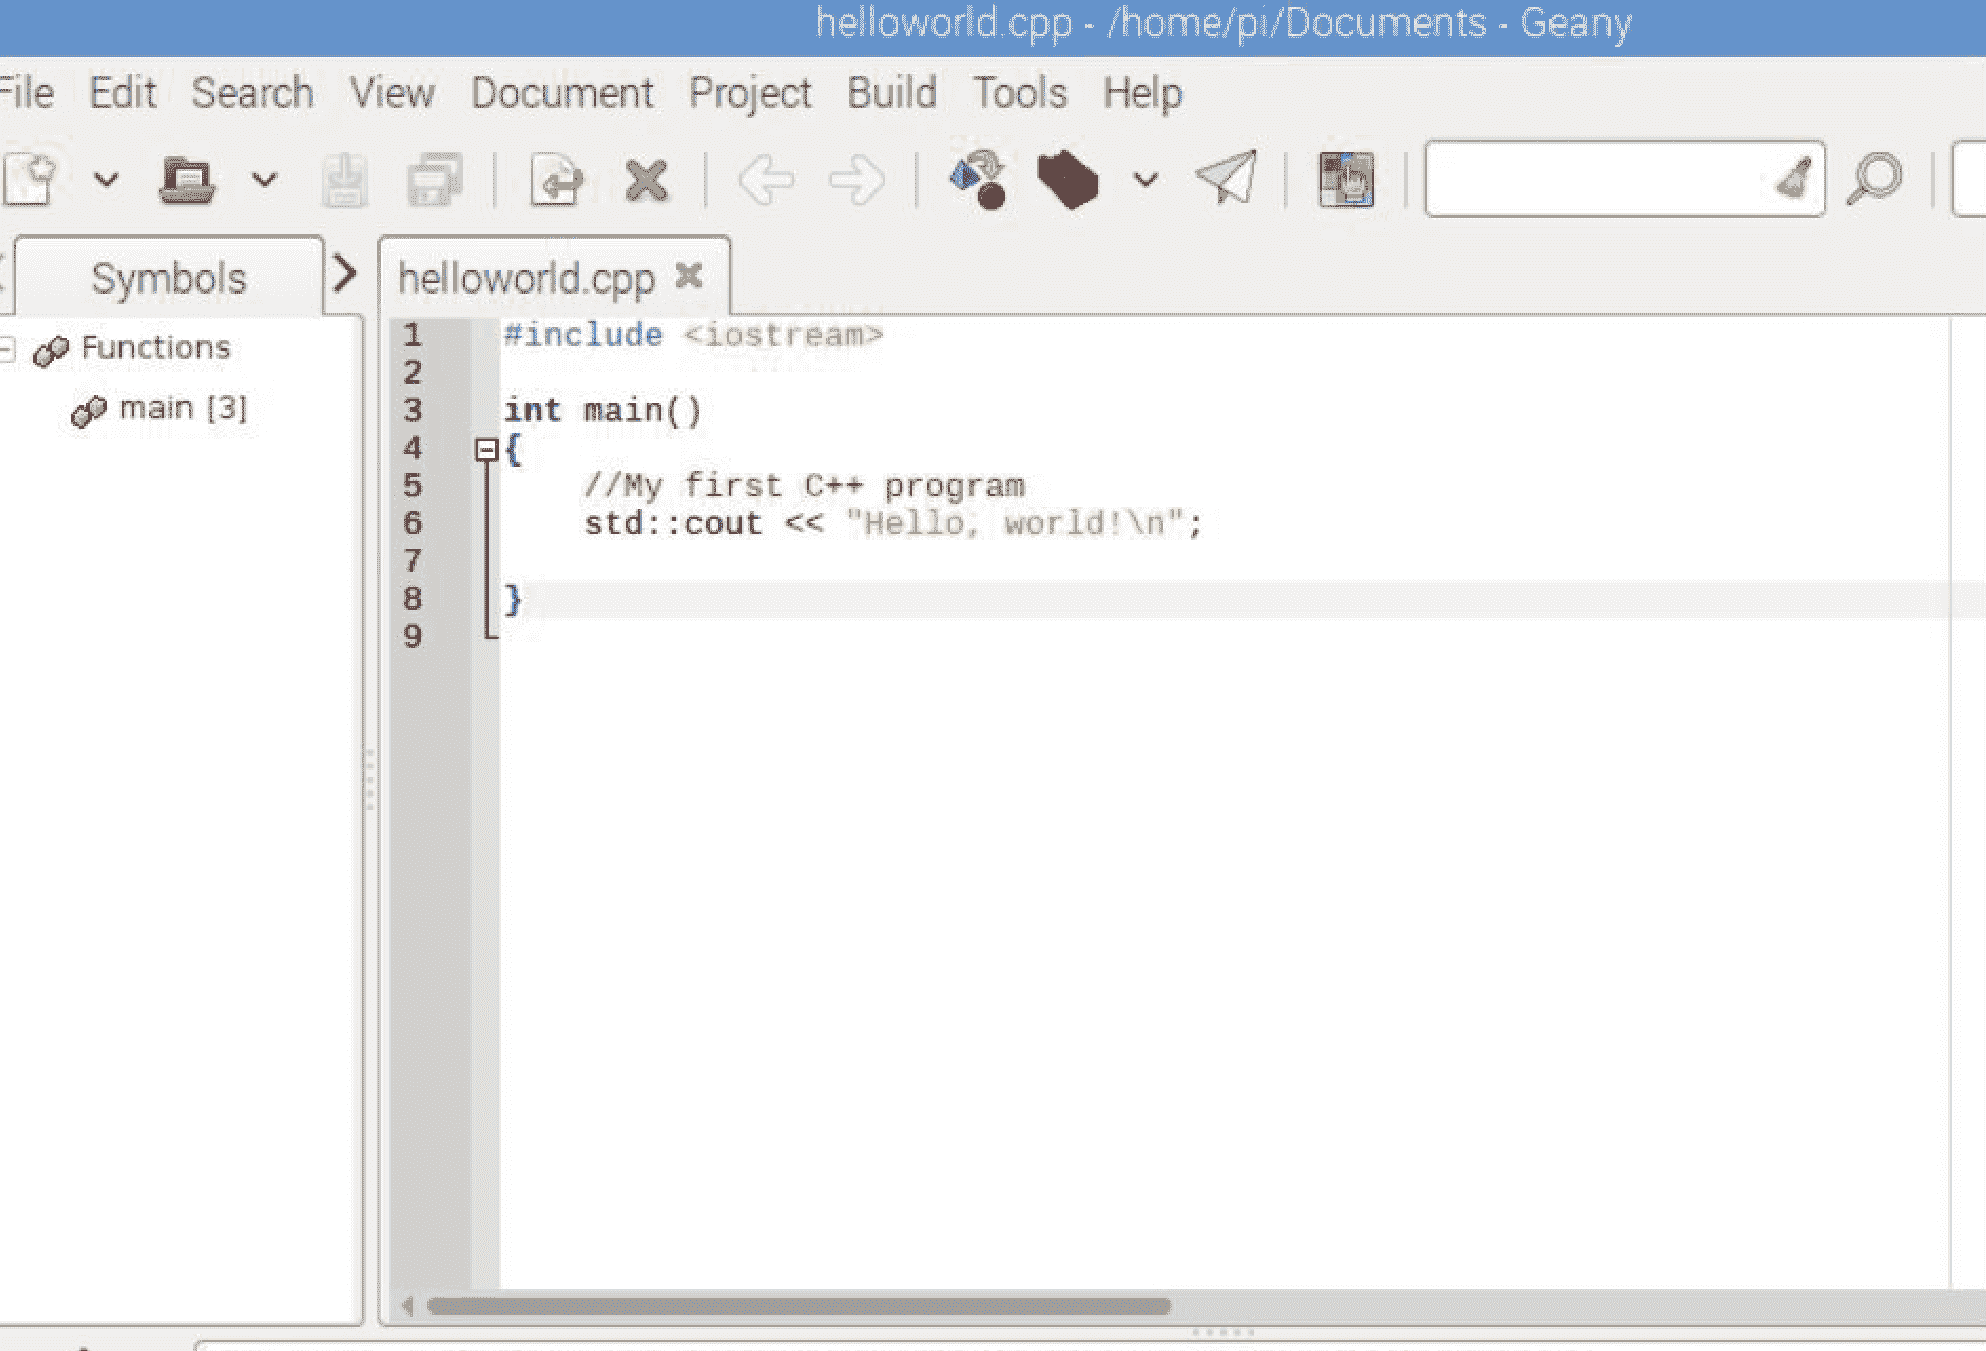 helloworld.cpp - /home/pi/Documents - Geany
File Edit Search View Document Project Build Tools Help
Symbols
helloworld.cpp
Functions
main [3]
1 #include <iostream>
2
3 int main()
4 {
5 //My first C++ program
6 std::cout << "Hello, world!\n";
7
8 }
9